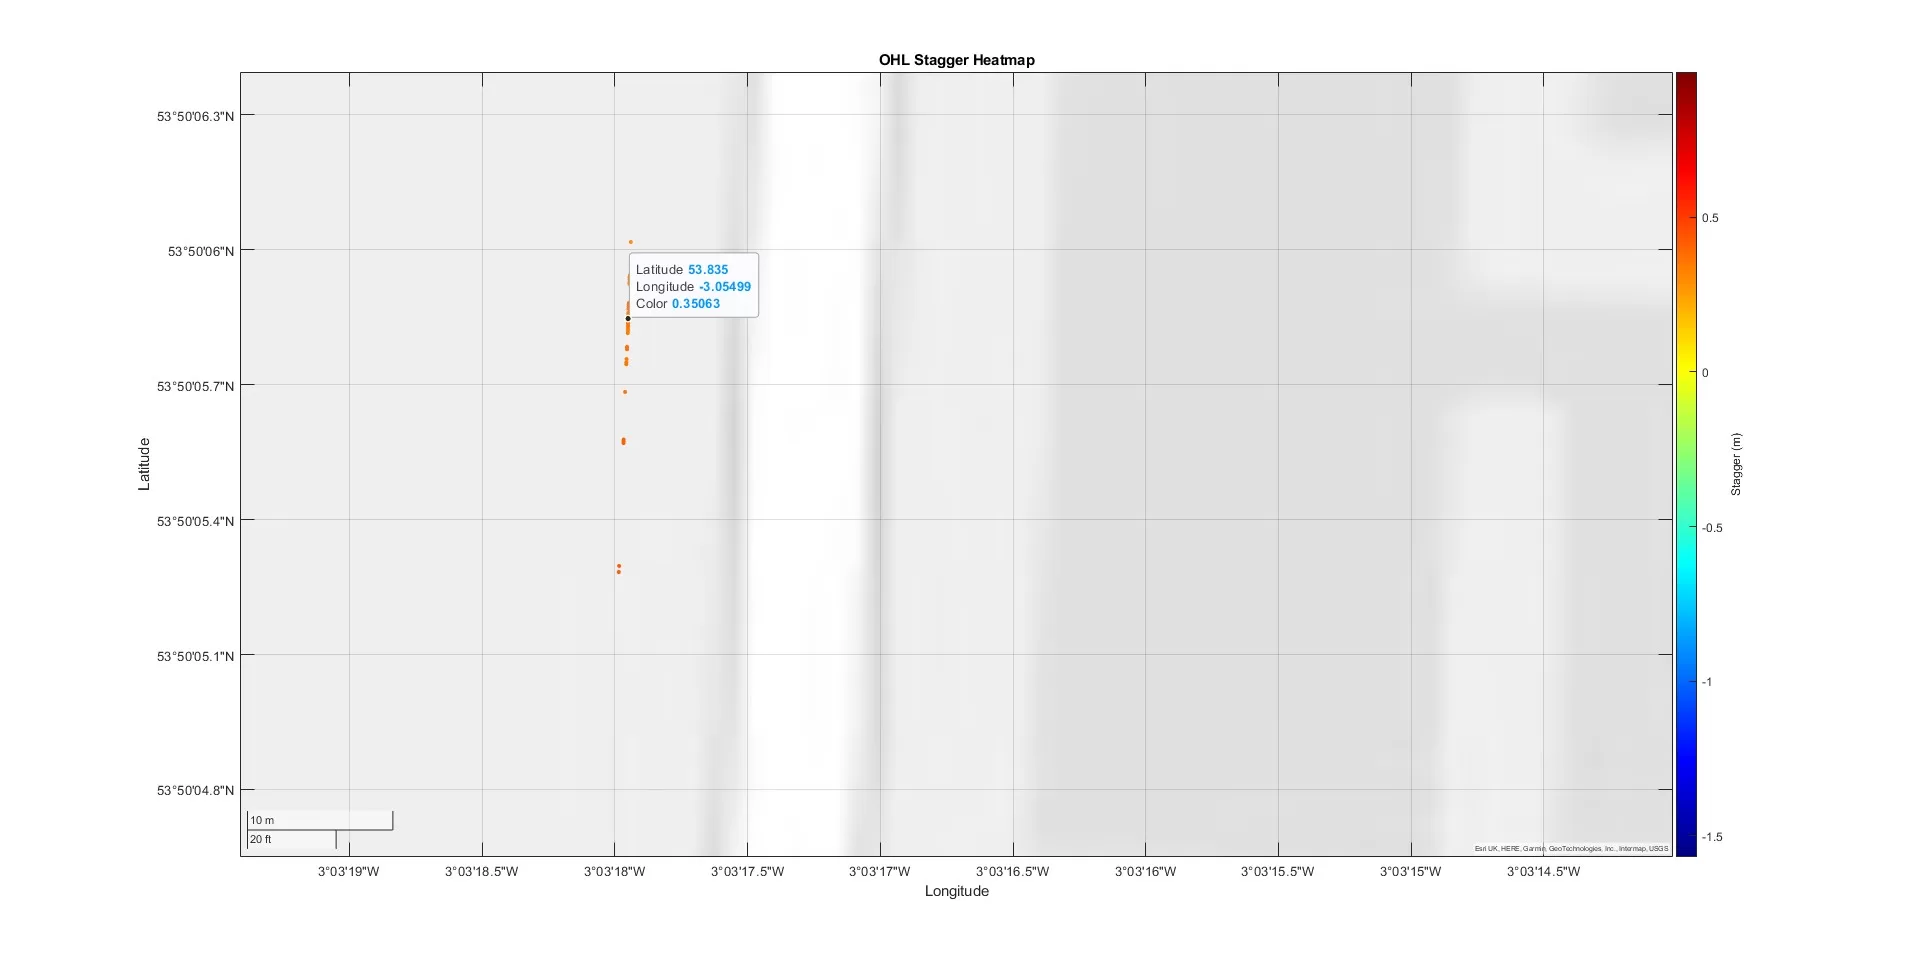 OHL Stagger Heatmap
53°50'06.3"N
53°50'06"N
53°50'05.7"N
53°50'05.4"N
53°50'05.1"N
53°50'04.8"N
Latitude
Latitude 53.835
Longitude -3.05499
Color 0.35063
10 m
20 ft
Esri UK, HERE, Garmin, GeoTechnologies, Inc., Intermap, USGS
3°03'19"W
3°03'18.5"W
3°03'18"W
3°03'17.5"W
3°03'17"W
3°03'16.5"W
3°03'16"W
3°03'15.5"W
3°03'15"W
3°03'14.5"W
Longitude
0.5
0
-0.5
-1
-1.5
Stagger (m)